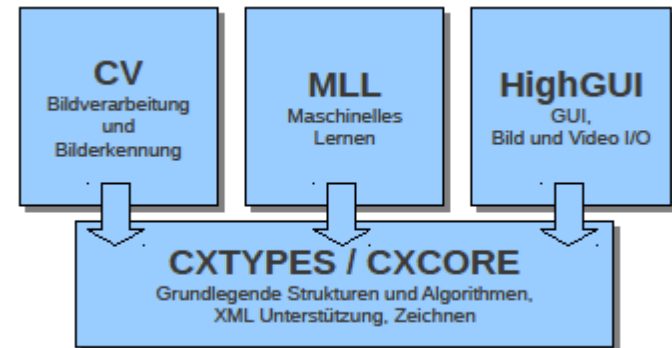 CV
Bildverarbeitung
und
Bilderkennung
MLL
Maschinelles
Lernen
HighGUI
GUI,
Bild und Video I/O
CXTYPES / CXCORE
Grundlegende Strukturen und Algorithmen,
XML Unterstützung, Zeichnen